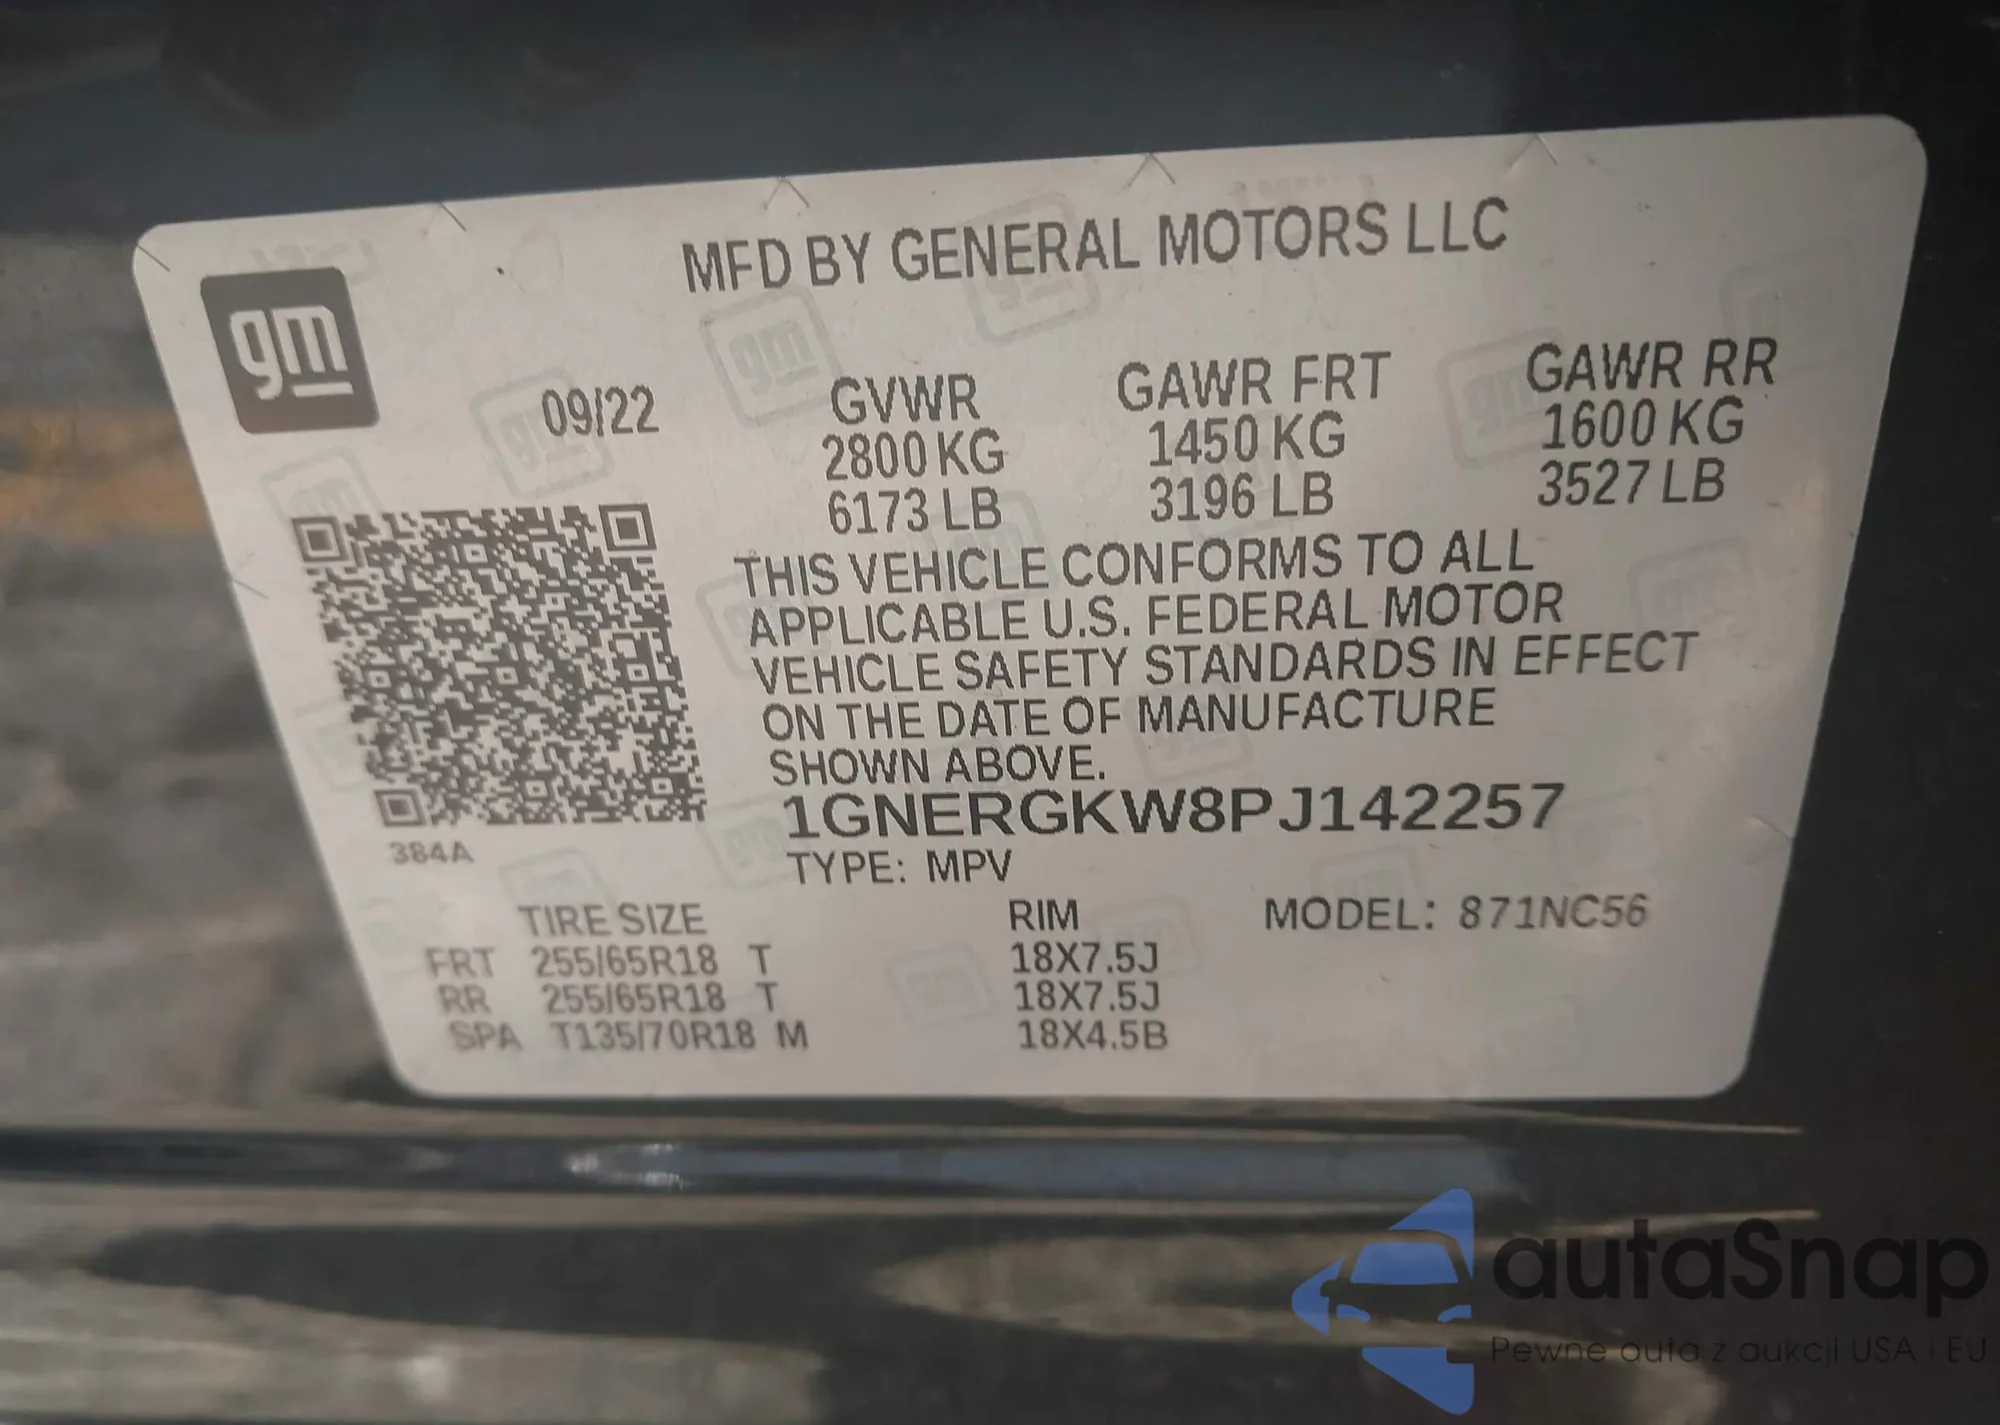 MFD BY GENERAL MOTORS LLC
gm
09/22
GVWR
2800 KG
6173 LB
GAWR FRT
1450 KG
3196 LB
GAWR RR
1600 KG
3527 LB
THIS VEHICLE CONFORMS TO ALL
APPLICABLE U.S. FEDERAL MOTOR
VEHICLE SAFETY STANDARDS IN EFFECT
ON THE DATE OF MANUFACTURE
SHOWN ABOVE.
1GNERGKW8PJ142257
384A
TYPE: MPV
TIRE SIZE RIM MODEL: 871NC56
FRT 255/65R18 T 18X7.5J
RR 255/65R18 T 18X7.5J
SPA T135/70R18 M 18X4.5B
autaSnap
Pewne auta z aukcji USA i EU